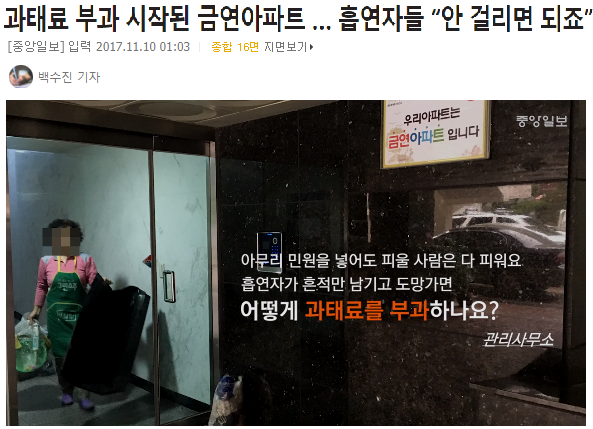 과태료 부과 시작된 금연아파트 ... 흡연자들 “안 걸리면 되죠”
[중앙일보] 입력 2017.11.10 01:03 종합 16면 지면보기
백수진 기자
우리아파트는
금연아파트 입니다
중앙일보
아무리 민원을 넣어도 피울 사람은 다 피워요
흡연자가 흔적만 남기고 도망가면
어떻게 과태료를 부과하나요?
관리사무소